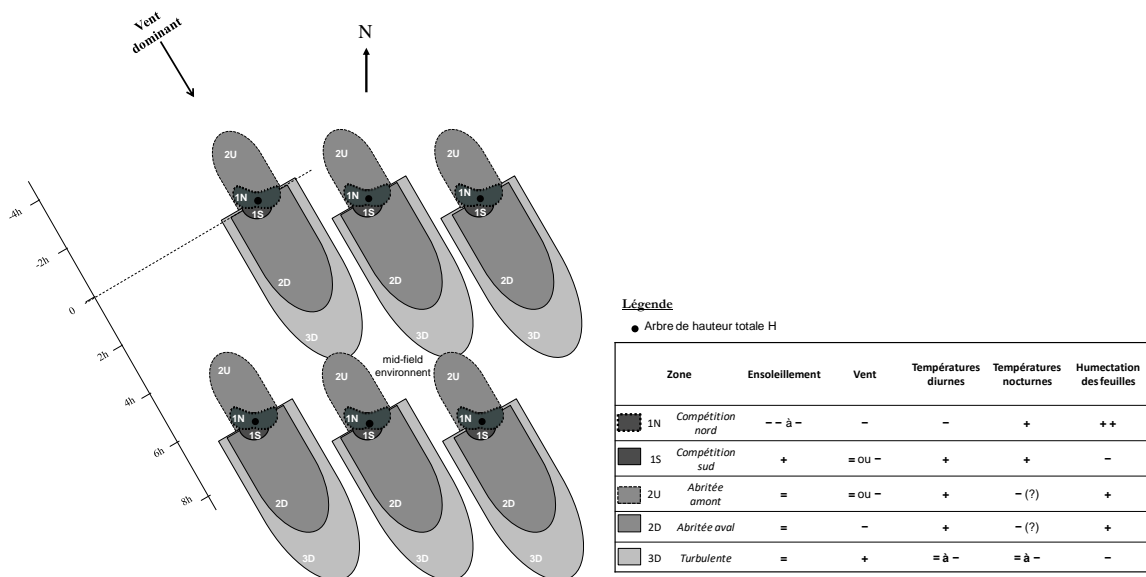 Vent
dominant
N
2U
2U
2U
1N
1N
1N
1S
1S
1S
2D
2D
2D
3D
3D
3D
-4h
-2h
0
2h
4h
6h
8h
mid-field
environnent
2U
2U
2U
1N
1N
1N
1S
1S
1S
2D
2D
2D
3D
3D
3D
Légende
Arbre de hauteur totale H
Zone Ensoleillement Vent Températures diurnes Températures nocturnes Humectation des feuilles
1N Compétition nord − − à − − − + + +
1S Compétition sud + = ou − + + −
2U Abritée amont = = ou − + − (?) +
2D Abritée aval = − + − (?) +
3D Turbulente = + = à − = à − −